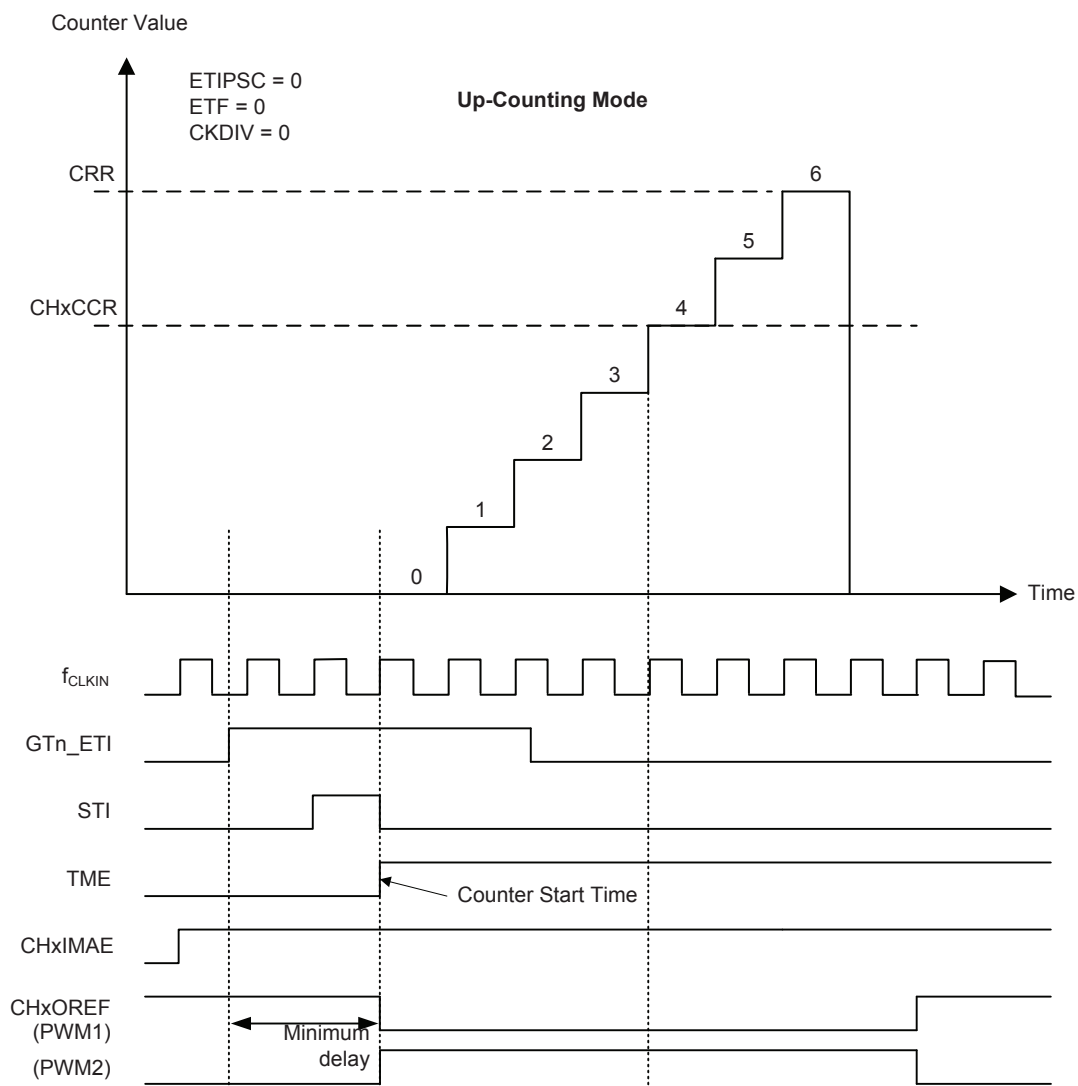 Counter Value
ETIPSC = 0
ETF = 0
CKDIV = 0
Up-Counting Mode
CRR
6
5
CHxCCR
4
3
2
1
0
Time
fCLKIN
GTn_ETI
STI
TME
Counter Start Time
CHxIMAE
CHxOREF
(PWM1)
Minimum
delay
(PWM2)